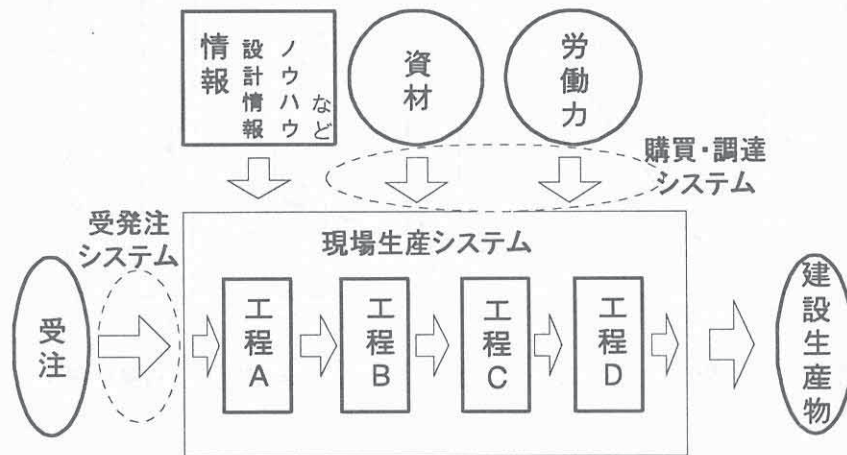 情報
設計情報
ノウハウ
など
資材
労働力
購買・調達
システム
受発注
システム
現場生産システム
受注
工程A
工程B
工程C
工程D
建設生産物